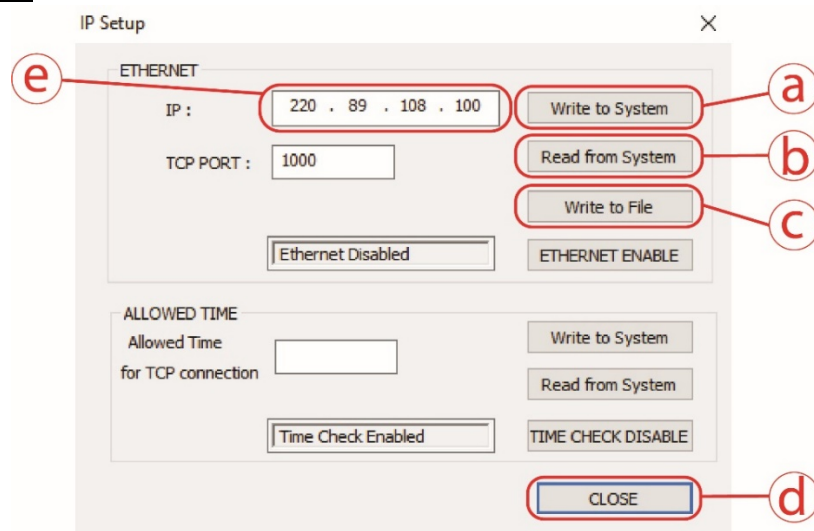 IP Setup
ETHERNET
e
IP :
220 . 89 . 108 . 100
Write to System
a
TCP PORT :
1000
Read from System
b
Write to File
c
Ethernet Disabled
ETHERNET ENABLE
ALLOWED TIME
Allowed Time
for TCP connection
Write to System
Read from System
Time Check Enabled
TIME CHECK DISABLE
CLOSE
d